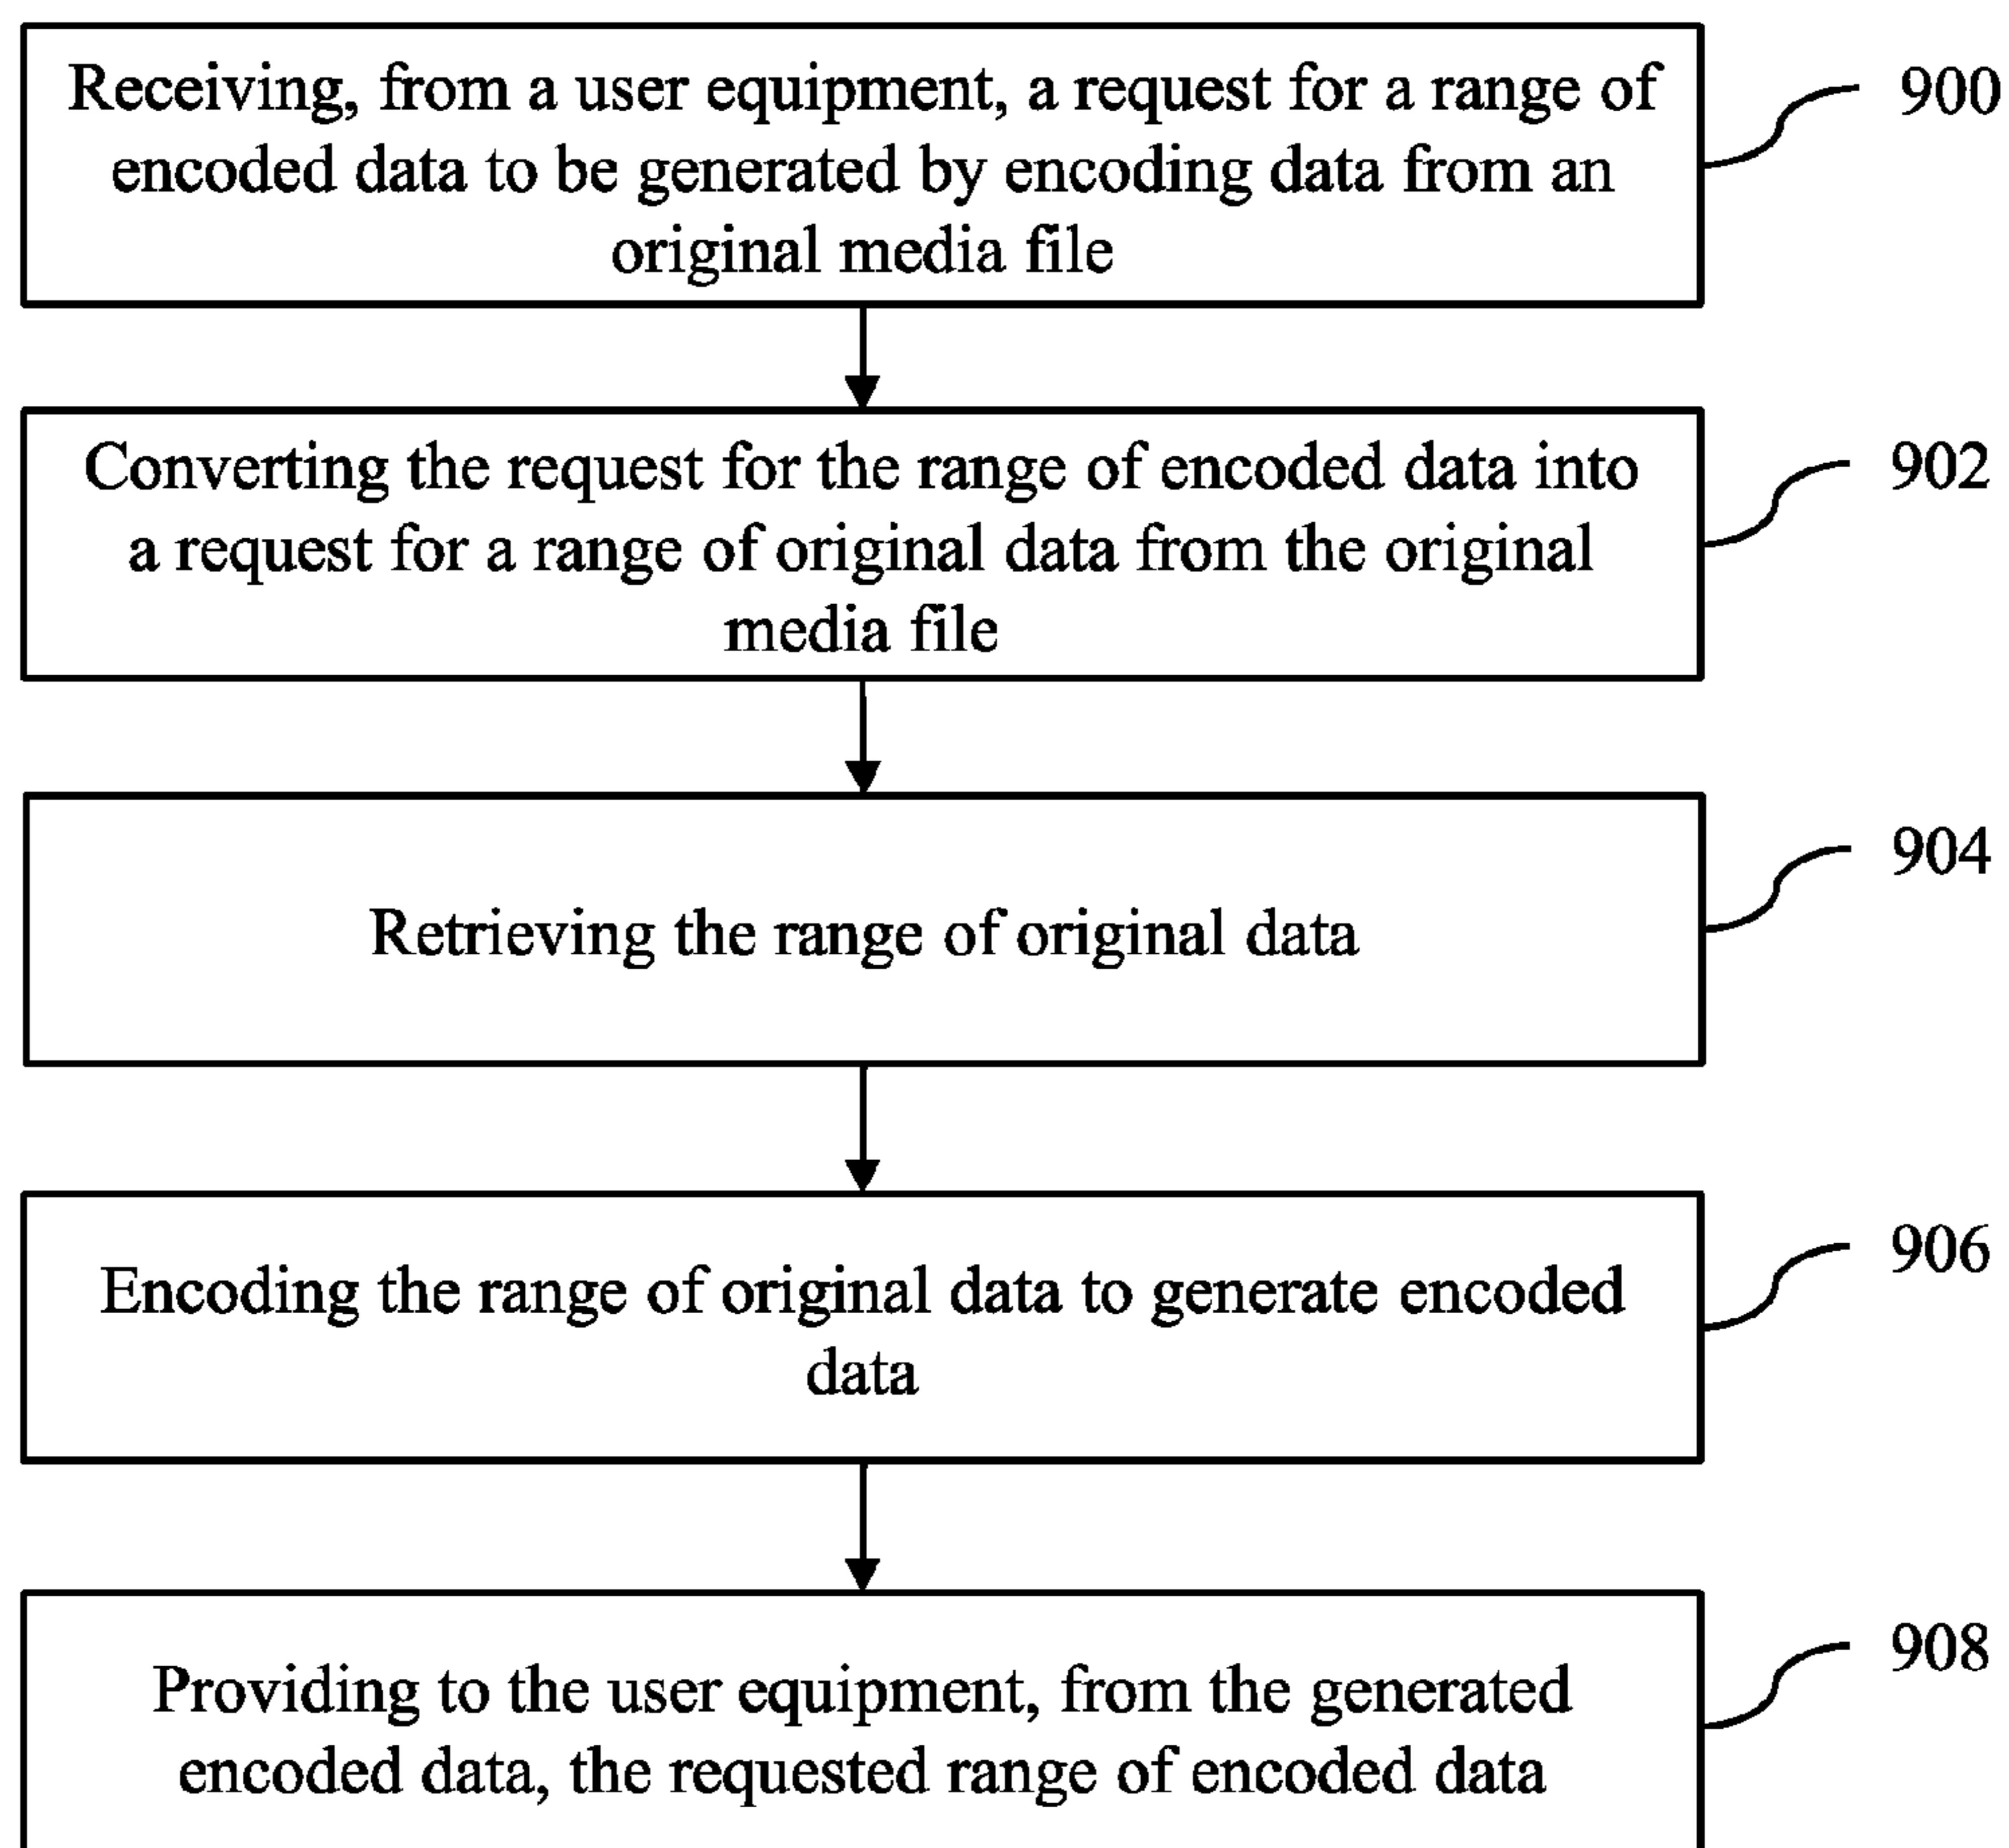 Receiving, from a user equipment, a request for a range of
encoded data to be generated by encoding data from an
original media file
900
Converting the request for the range of encoded data into
a request for a range of original data from the original
media file
902
Retrieving the range of original data
904
Encoding the range of original data to generate encoded
data
906
Providing to the user equipment, from the generated
encoded data, the requested range of encoded data
908